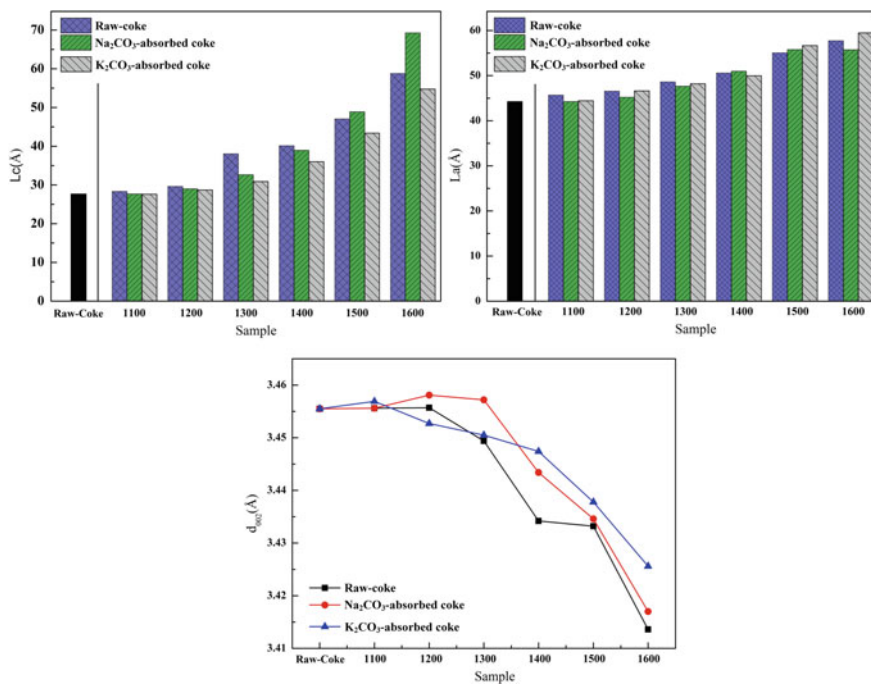 Raw-coke
Na₂CO₃-absorbed coke
K₂CO₃-absorbed coke
Lc(Å)
70
60
50
40
30
20
10
0
Raw-Coke 1100 1200 1300 1400 1500 1600
Sample
Raw-coke
Na₂CO₃-absorbed coke
K₂CO₃-absorbed coke
La(Å)
60
50
40
30
20
10
0
Raw-Coke 1100 1200 1300 1400 1500 1600
Sample
d₀₀₂(Å)
3.46
3.45
3.44
3.43
3.42
3.41
Raw-coke
Na₂CO₃-absorbed coke
K₂CO₃-absorbed coke
Raw-Coke 1100 1200 1300 1400 1500 1600
Sample